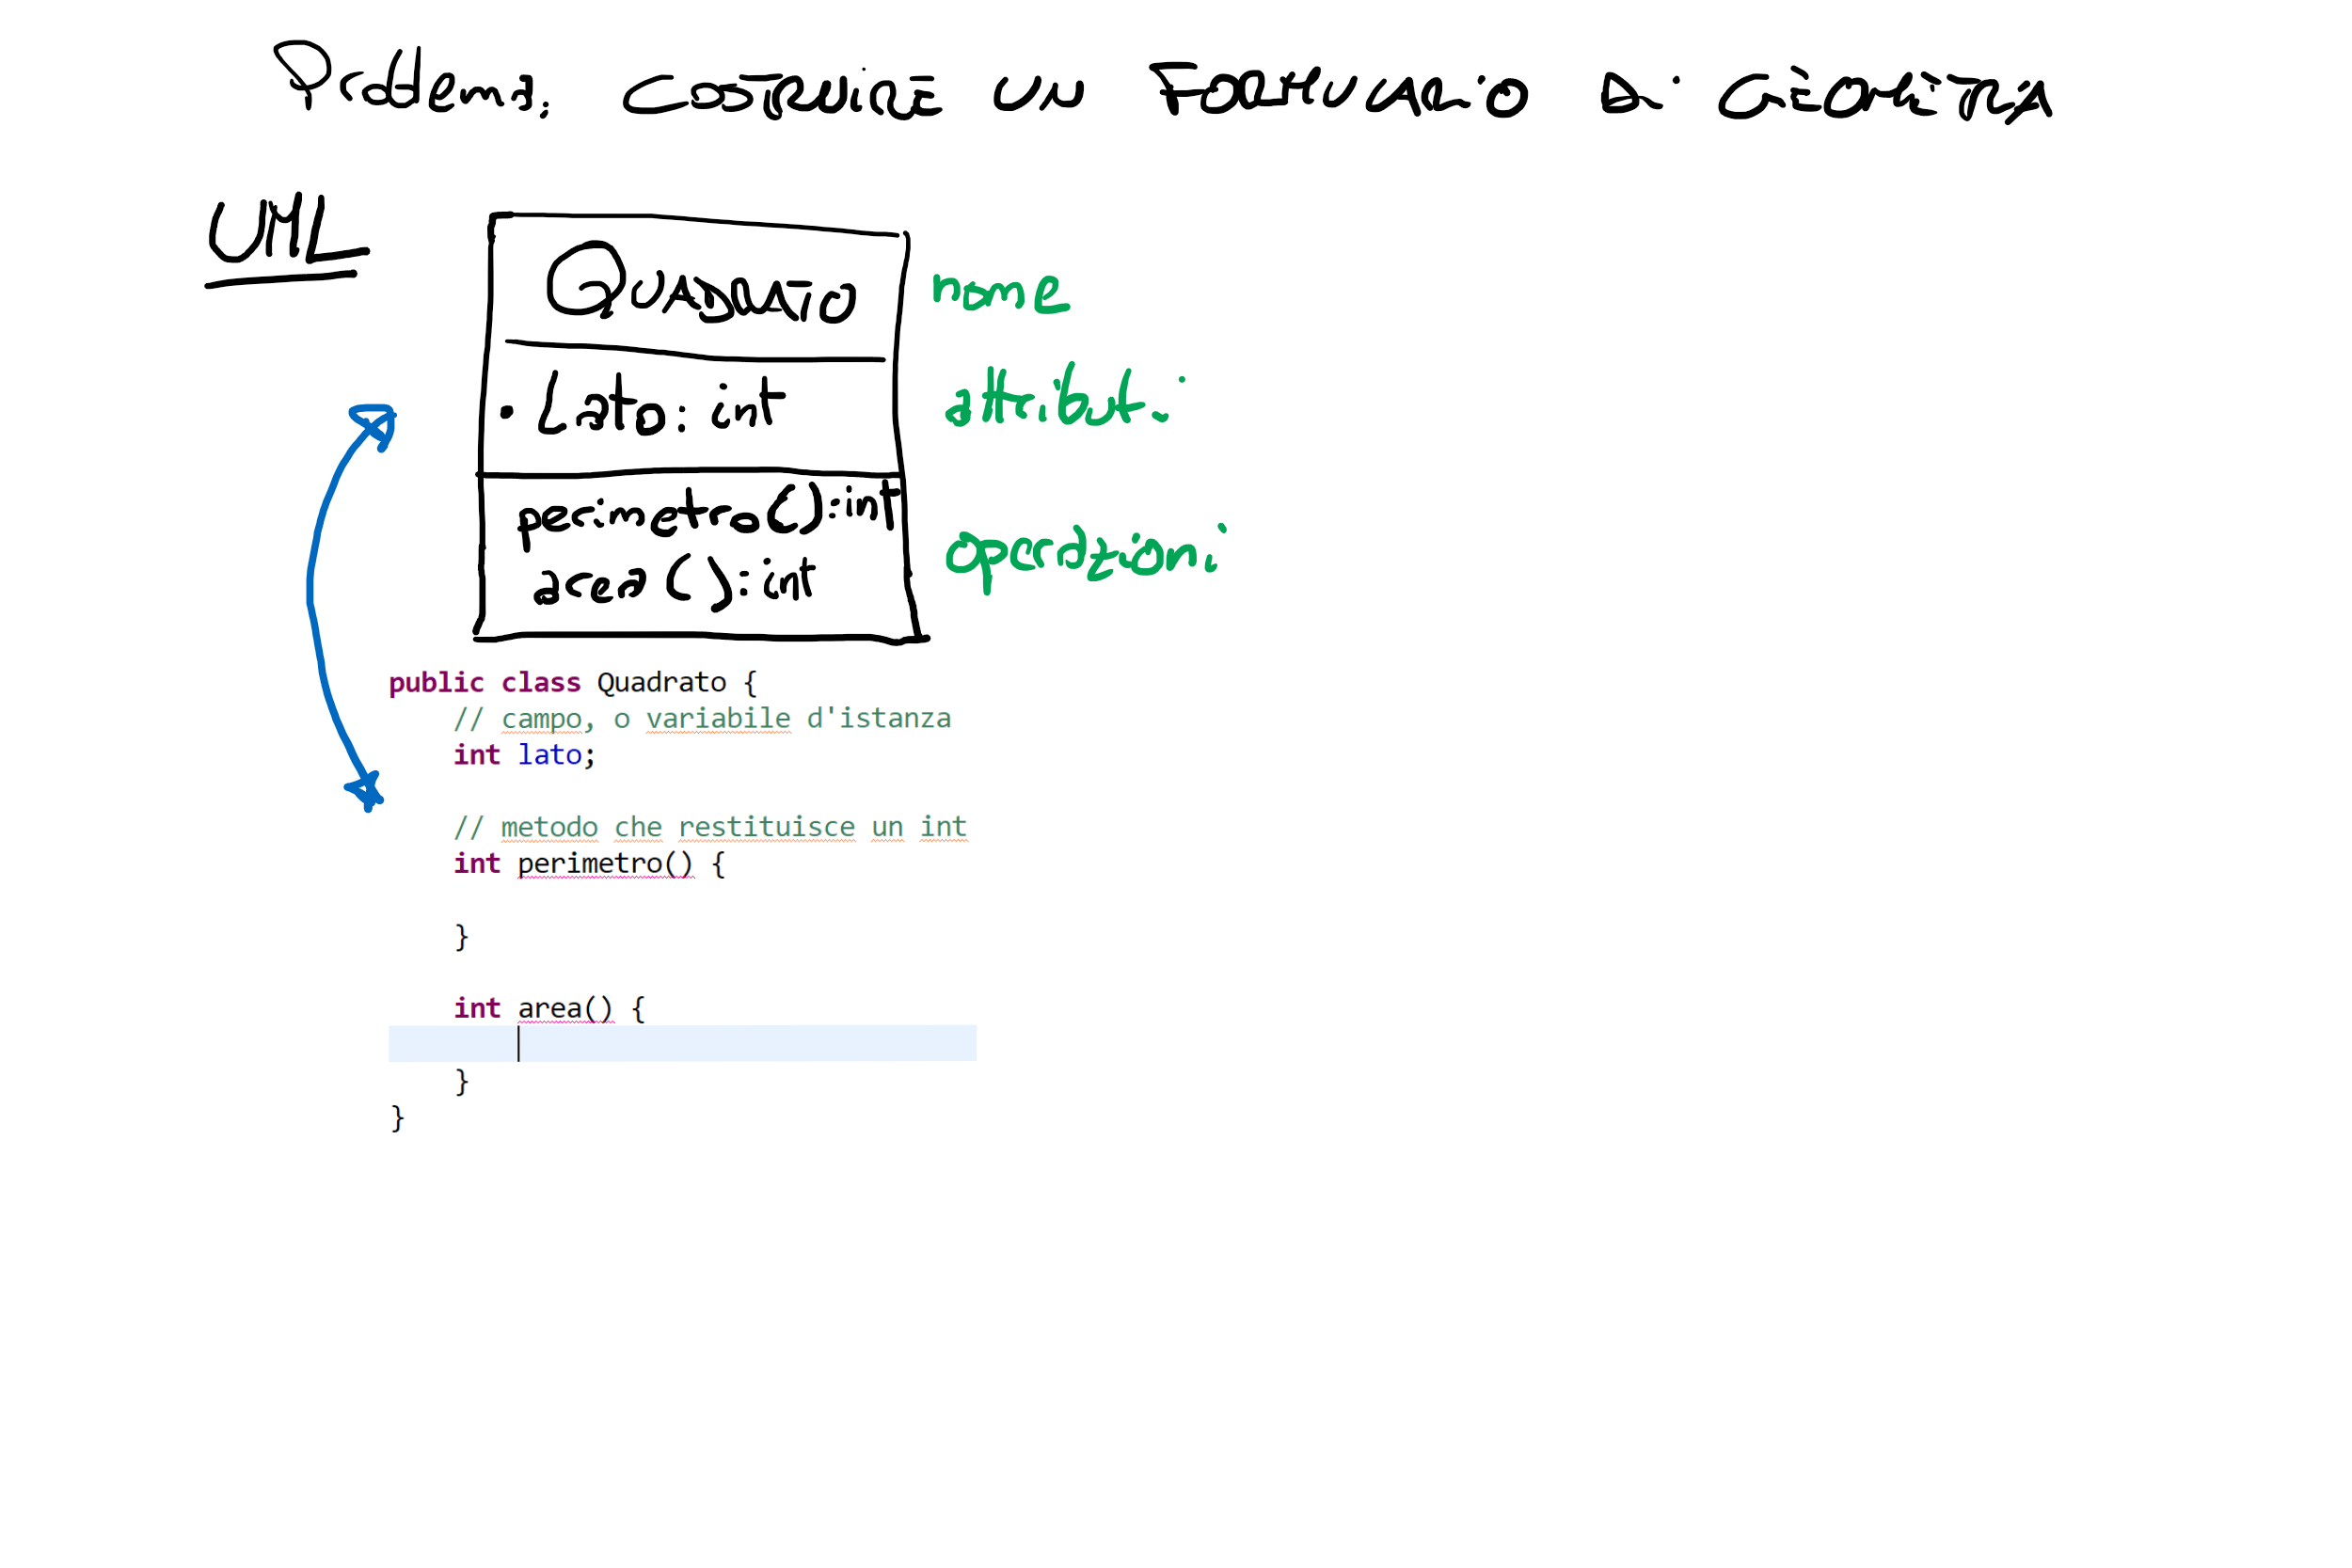 Problema: COSTRUIRE UN FORMULARIO DI GEOMETRIA
UML
QUADRATO
nome
• Lato: int
attributi
perimetro():int
area():int
operazioni
public class Quadrato {
// campo, o variabile d'istanza
int lato;
// metodo che restituisce un int
int perimetro() {
}
int area() {
}
}